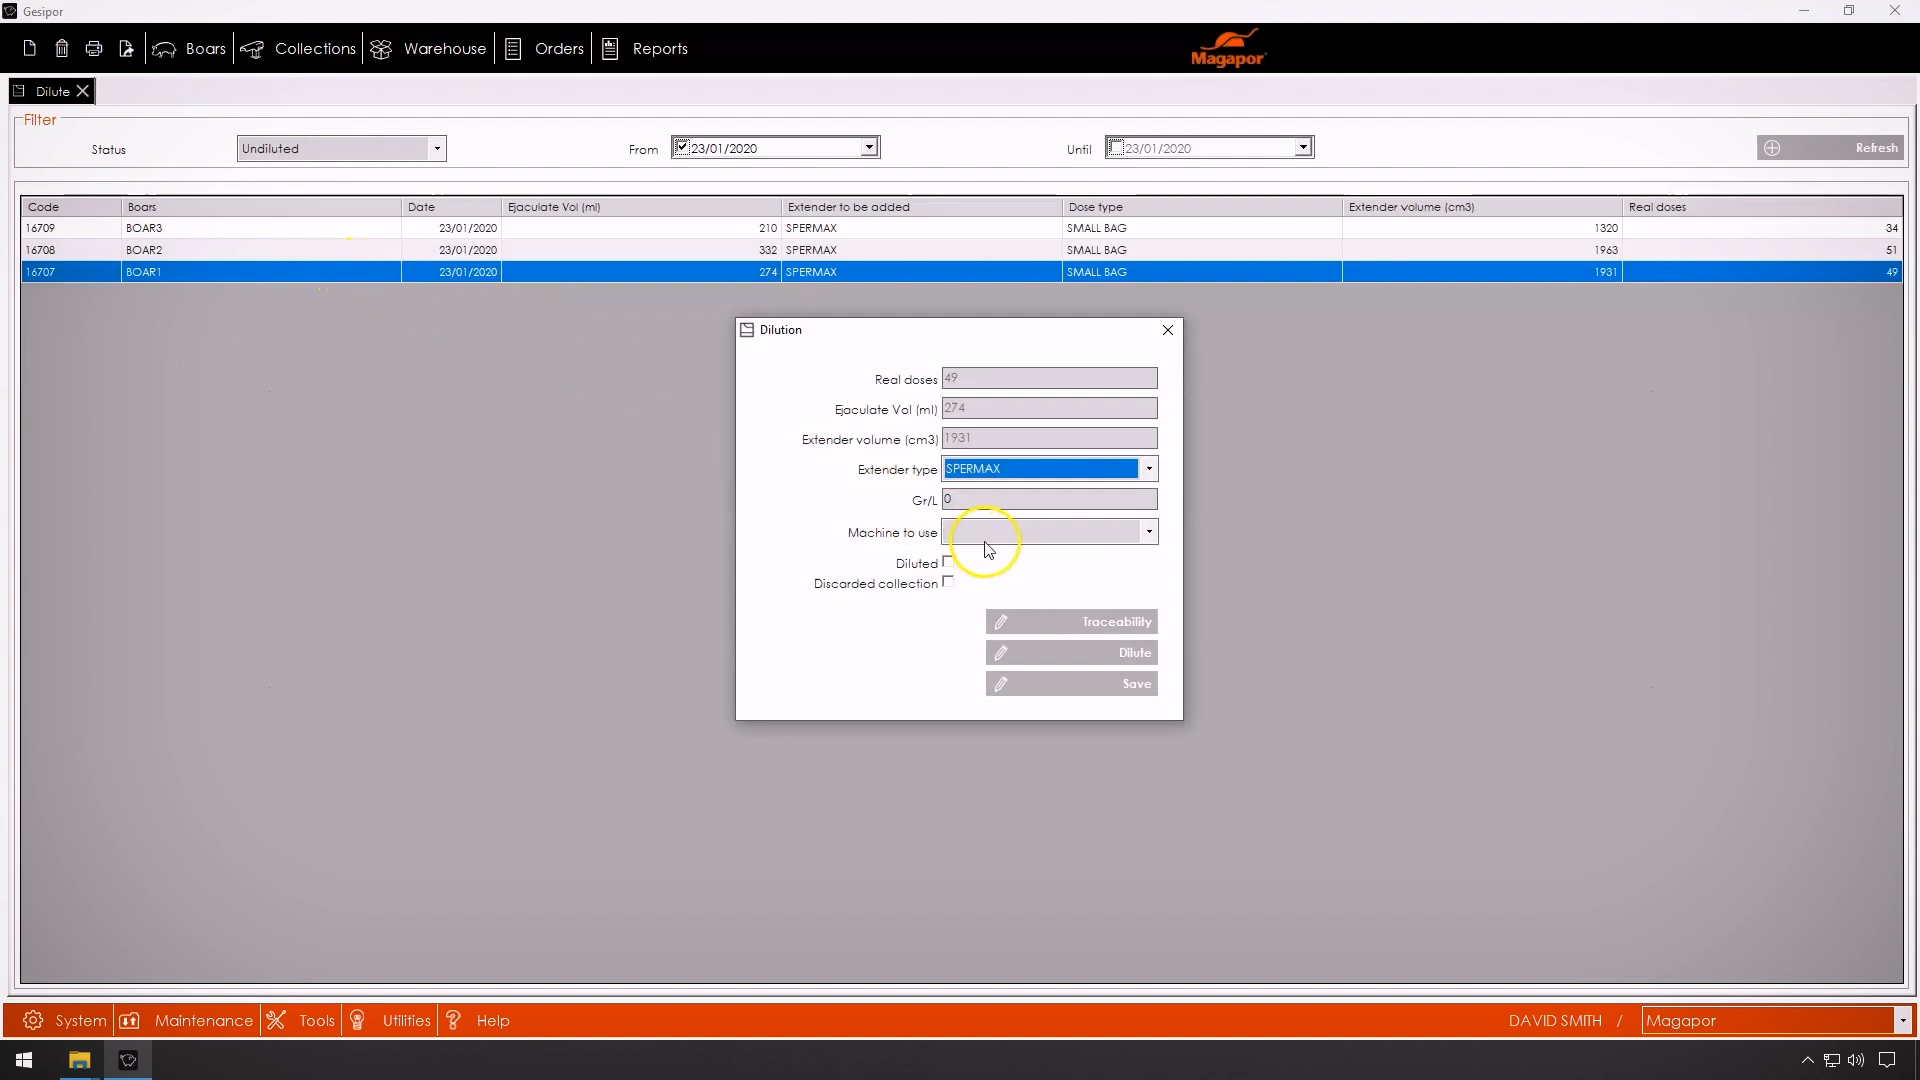 Gesipor
Boars Collections Warehouse Orders Reports Magapor
Dilute
Filter
Status Undiluted From 23/01/2020 Until 23/01/2020 Refresh
Code Boars Date Ejaculate Vol (ml) Extender to be added Dose type Extender volume (cm3) Real doses
16709 BOAR3 23/01/2020 210 SPERMAX SMALL BAG 1320 34
16708 BOAR2 23/01/2020 332 SPERMAX SMALL BAG 1963 51
16707 BOAR1 23/01/2020 274 SPERMAX SMALL BAG 1931 49
Dilution
Real doses 49
Ejaculate Vol (ml) 274
Extender volume (cm3) 1931
Extender type SPERMAX
Gr/L 0
Machine to use
Diluted
Discarded collection
Traceability
Dilute
Save
System Maintenance Tools Utilities Help DAVID SMITH / Magapor